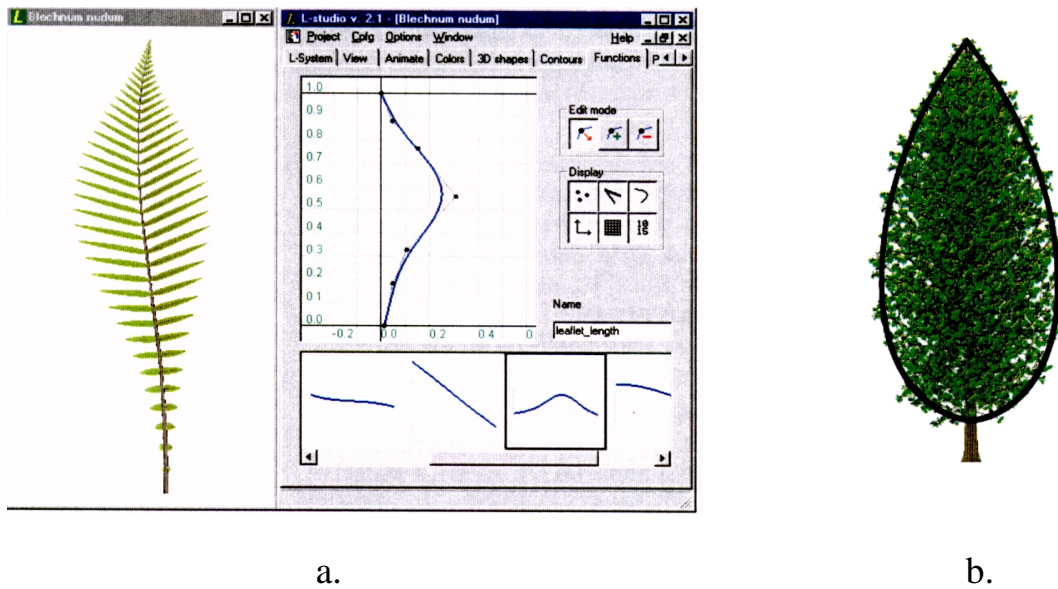 Blechnum nudum
L-studio v. 2.1 - [Blechnum nudum]
Project Cpfg Options Window Help
L-System View Animate Colors 3D shapes Contours Functions P
1.0
0.9
0.8
0.7
0.6
0.5
0.4
0.3
0.2
0.1
0.0
-0.2 0.0 0.2 0.4 0
Edit mode
Display
Name
leaflet_length
a. b.